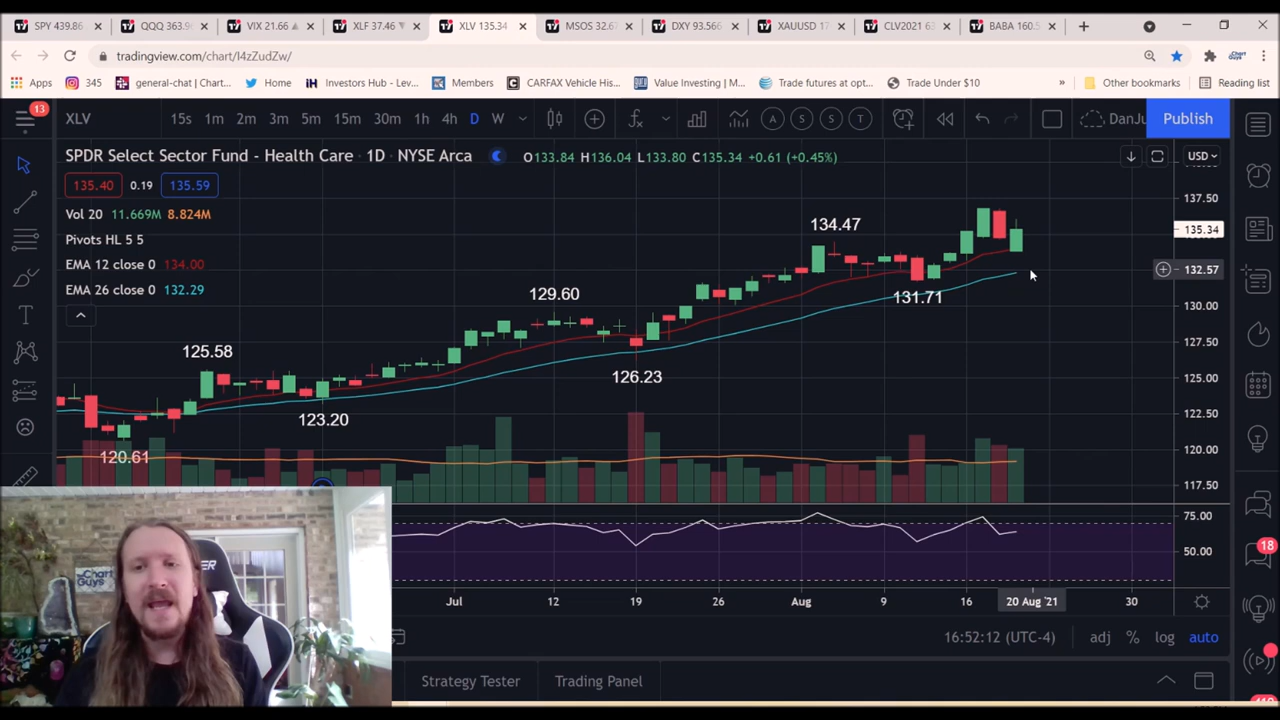 SPY 439.86
QQQ 363.9
VIX 21.66
XLF 37.46
XLV 135.34
MSOS 32.67
DXY 93.566
XAUUSD 17
CLV2021 63
BABA 160.5
tradingview.com/chart/I4zZudZw/
Apps 345 general-chat | Chart... Home Investors Hub - Lev... Members CARFAX Vehicle His... Value Investing | M... Trade futures at opt... Trade Under $10 » Other bookmarks Reading list
13 XLV 15s 1m 2m 3m 5m 15m 30m 1h 4h D W A S S T DanJu Publish
SPDR Select Sector Fund - Health Care · 1D · NYSE Arca O133.84 H136.04 L133.80 C135.34 +0.61 (+0.45%) USD
135.40 0.19 135.59
Vol 20 11.669M 8.824M
Pivots HL 5 5
EMA 12 close 0 134.00
EMA 26 close 0 132.29
137.50
135.34
132.57
130.00
127.50
125.00
122.50
120.00
117.50
75.00
50.00
134.47
131.71
129.60
126.23
125.58
123.20
120.61
Jul 12 19 26 Aug 9 16 20 Aug '21 30
16:52:12 (UTC-4) adj % log auto
Strategy Tester Trading Panel
18
Chart Guys